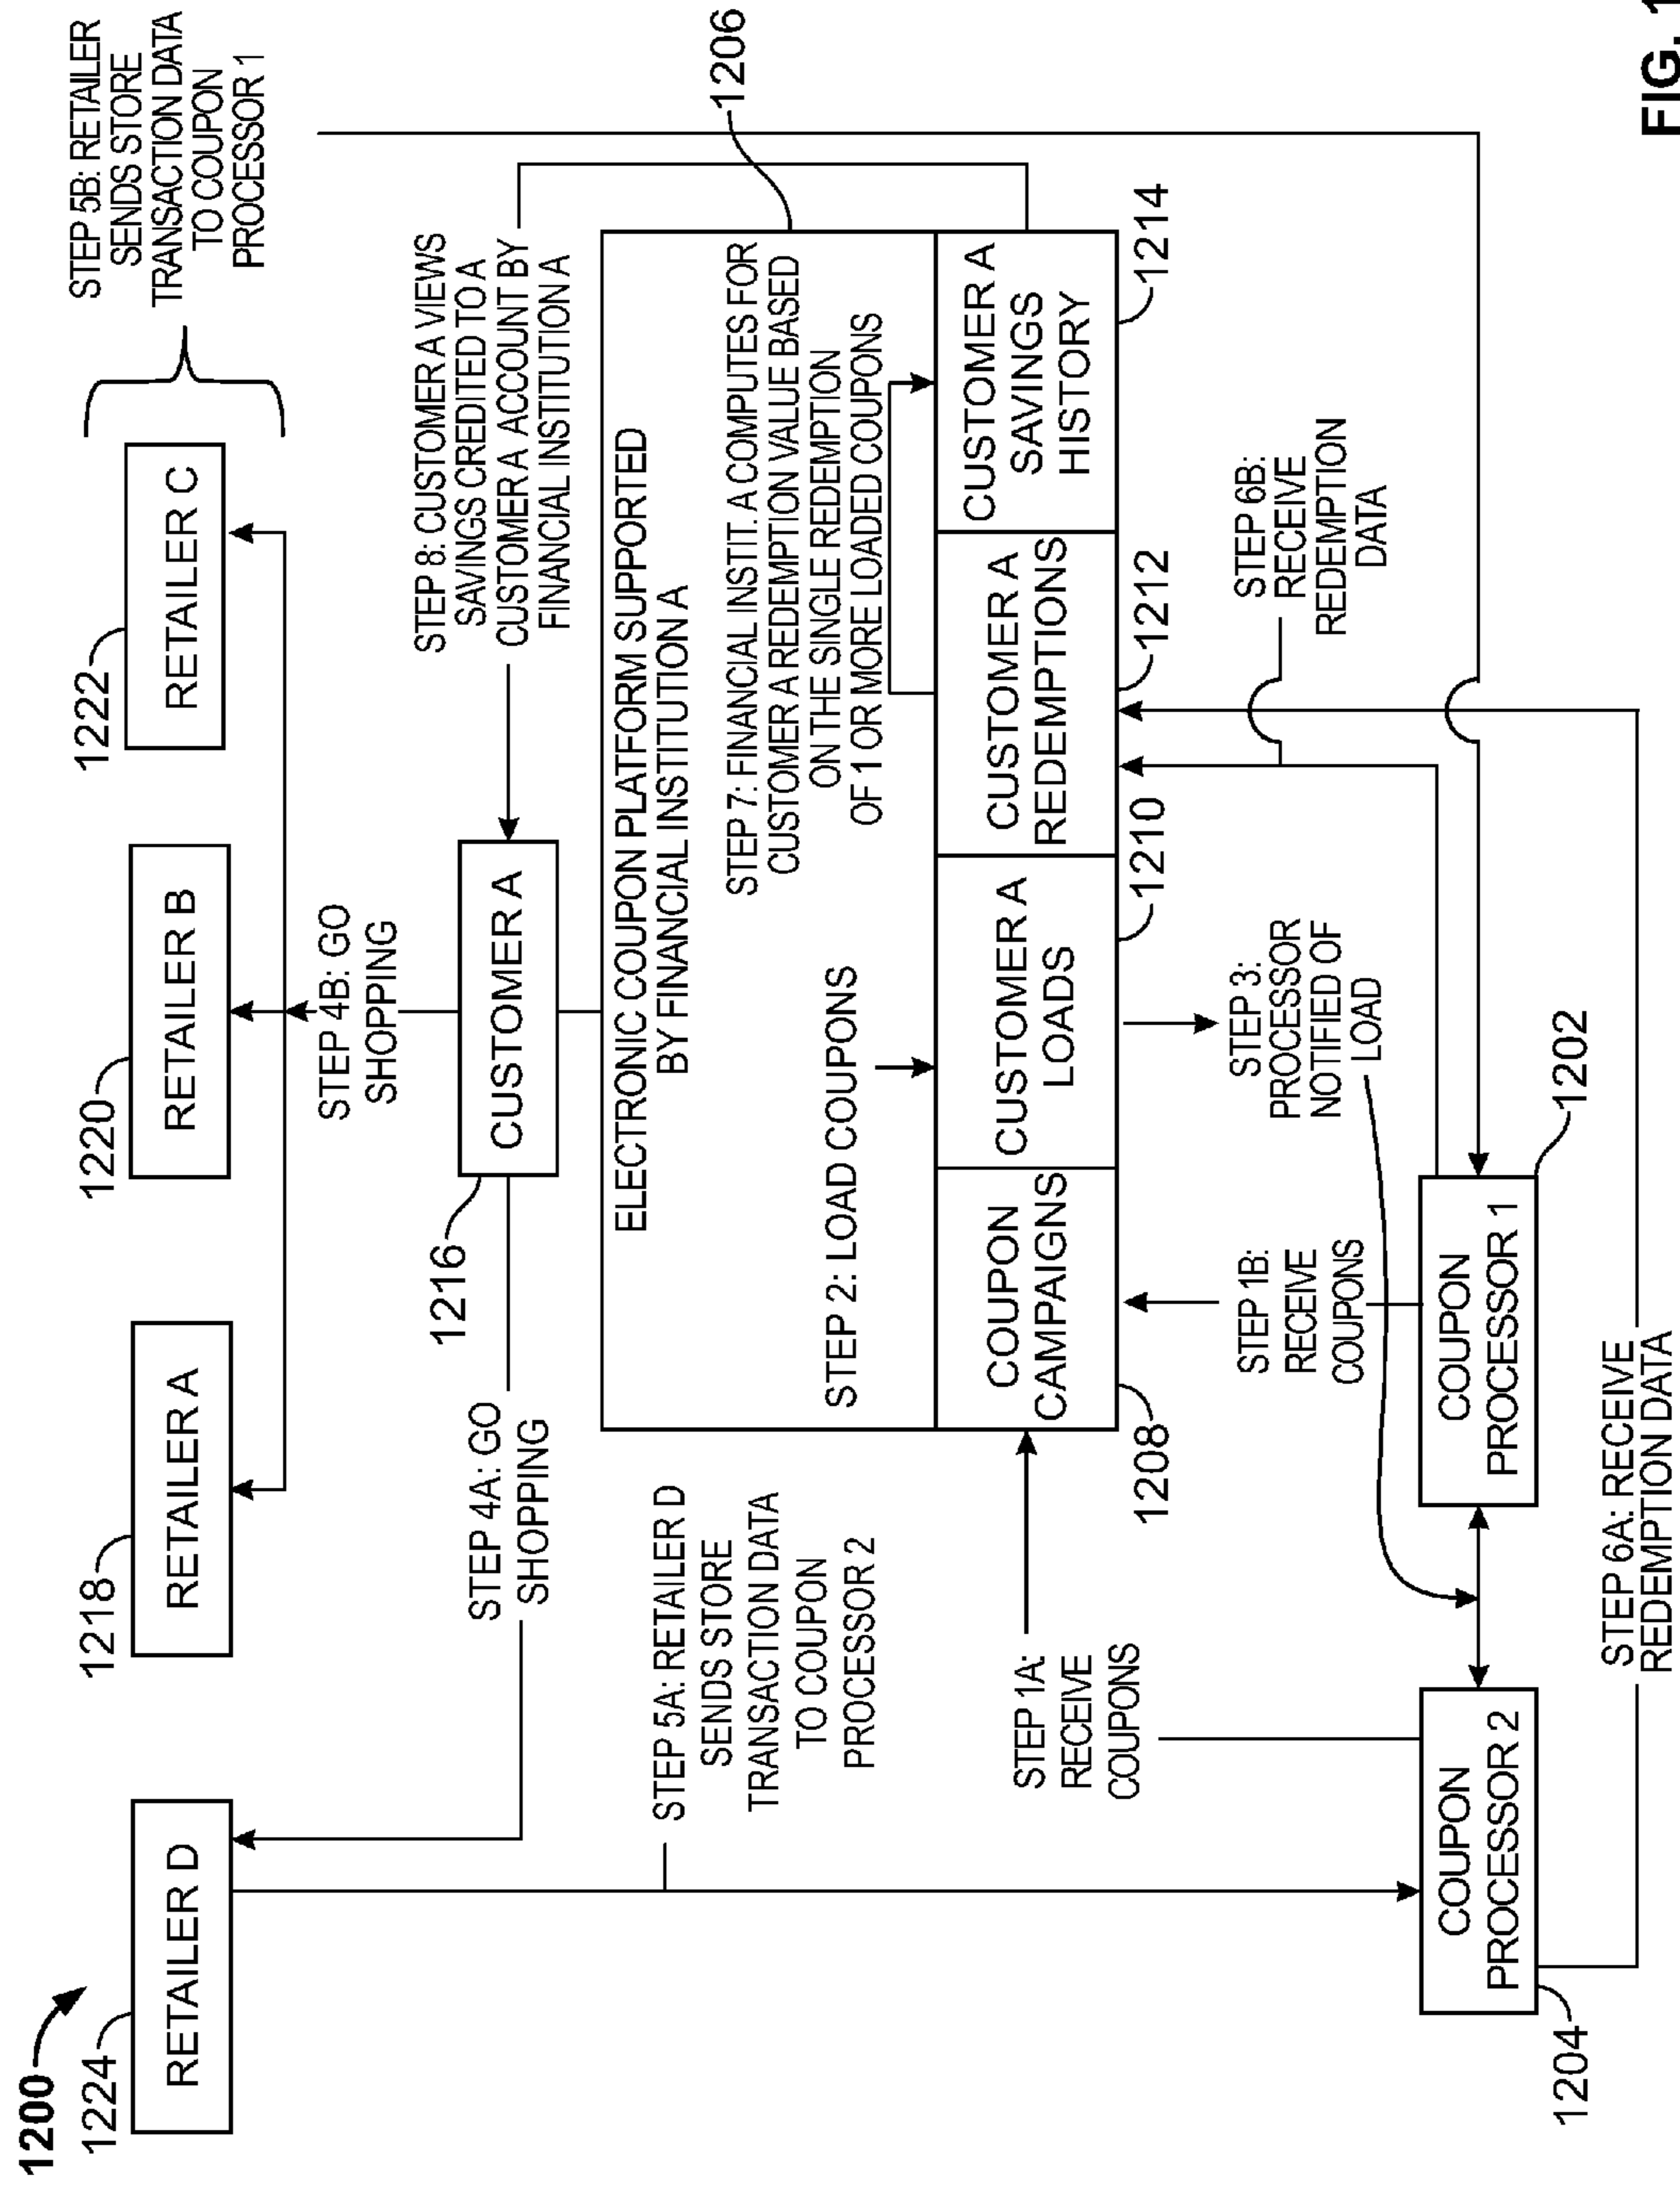 1200
1224
RETAILER D
1218
RETAILER A
1220
RETAILER B
1222
RETAILER C
STEP 5B: RETAILER
SENDS STORE
TRANSACTION DATA
TO COUPON
PROCESSOR 1
STEP 4B: GO
SHOPPING
STEP 4A: GO
SHOPPING
1216
CUSTOMER A
STEP 8: CUSTOMER A VIEWS
SAVINGS CREDITED TO A
CUSTOMER A ACCOUNT BY
FINANCIAL INSTITUTION A
STEP 5A: RETAILER D
SENDS STORE
TRANSACTION DATA
TO COUPON
PROCESSOR 2
ELECTRONIC COUPON PLATFORM SUPPORTED
BY FINANCIAL INSTITUTION A
1206
STEP 2: LOAD COUPONS
STEP 7: FINANCIAL INSTIT. A COMPUTES FOR
CUSTOMER A REDEMPTION VALUE BASED
ON THE SINGLE REDEMPTION
OF 1 OR MORE LOADED COUPONS
COUPON
CAMPAIGNS
CUSTOMER A
LOADS
CUSTOMER A
REDEMPTIONS
CUSTOMER A
SAVINGS
HISTORY
1208
1210
1212
1214
STEP 1A:
RECEIVE
COUPONS
STEP 1B:
RECEIVE
COUPONS
STEP 3:
PROCESSOR
NOTIFIED OF
LOAD
STEP 6B:
RECEIVE
REDEMPTION
DATA
COUPON
PROCESSOR 2
1204
COUPON
PROCESSOR 1
1202
STEP 6A: RECEIVE
REDEMPTION DATA
FIG. 1